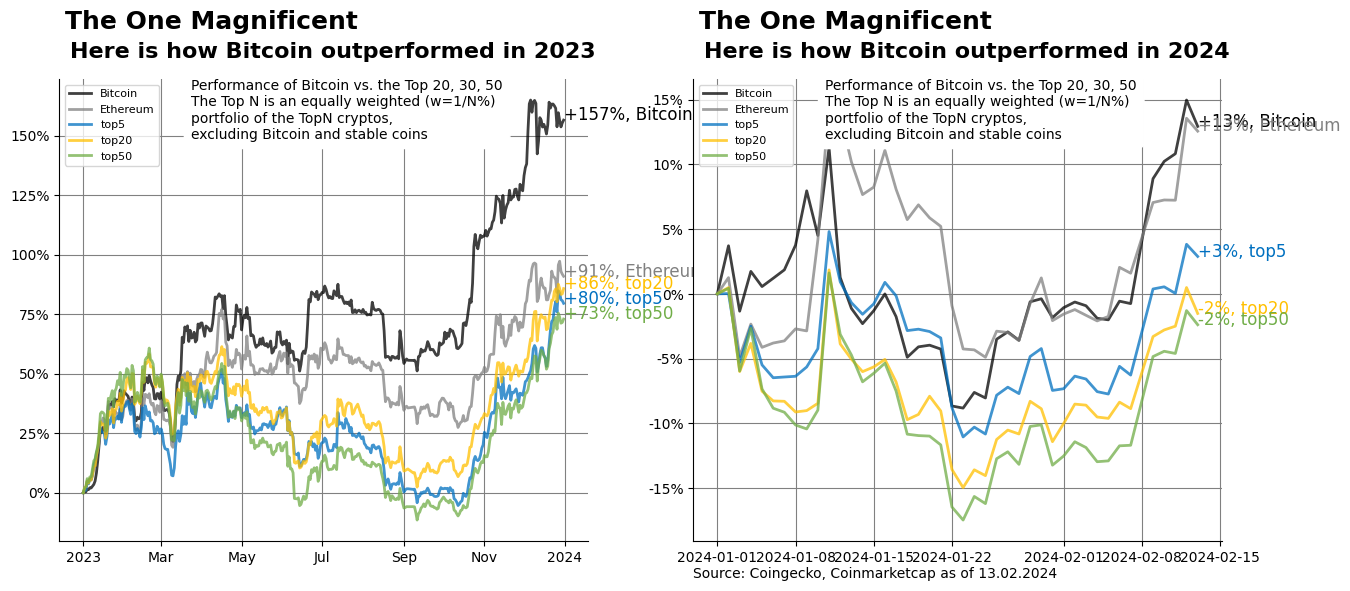 The One Magnificent
Here is how Bitcoin outperformed in 2023
Performance of Bitcoin vs. the Top 20, 30, 50
The Top N is an equally weighted (w=1/N%)
portfolio of the TopN cryptos,
excluding Bitcoin and stable coins
Bitcoin
Ethereum
top5
top20
top50
150%
125%
100%
75%
50%
25%
0%
+157%, Bitcoin
+91%, Ethereum
+86%, top20
+80%, top50
+73%, top50
2023
Mar
May
Jul
Sep
Nov
2024
The One Magnificent
Here is how Bitcoin outperformed in 2024
Performance of Bitcoin vs. the Top 20, 30, 50
The Top N is an equally weighted (w=1/N%)
portfolio of the TopN cryptos,
excluding Bitcoin and stable coins
Bitcoin
Ethereum
top5
top20
top50
15%
10%
5%
0%
-5%
-10%
-15%
+13%, Bitcoin
+13%, Ethereum
+3%, top5
-2%, top20
-2%, top50
2024-01-01
2024-01-08
2024-01-15
2024-01-22
2024-02-01
2024-02-08
2024-02-15
Source: Coingecko, Coinmarketcap as of 13.02.2024